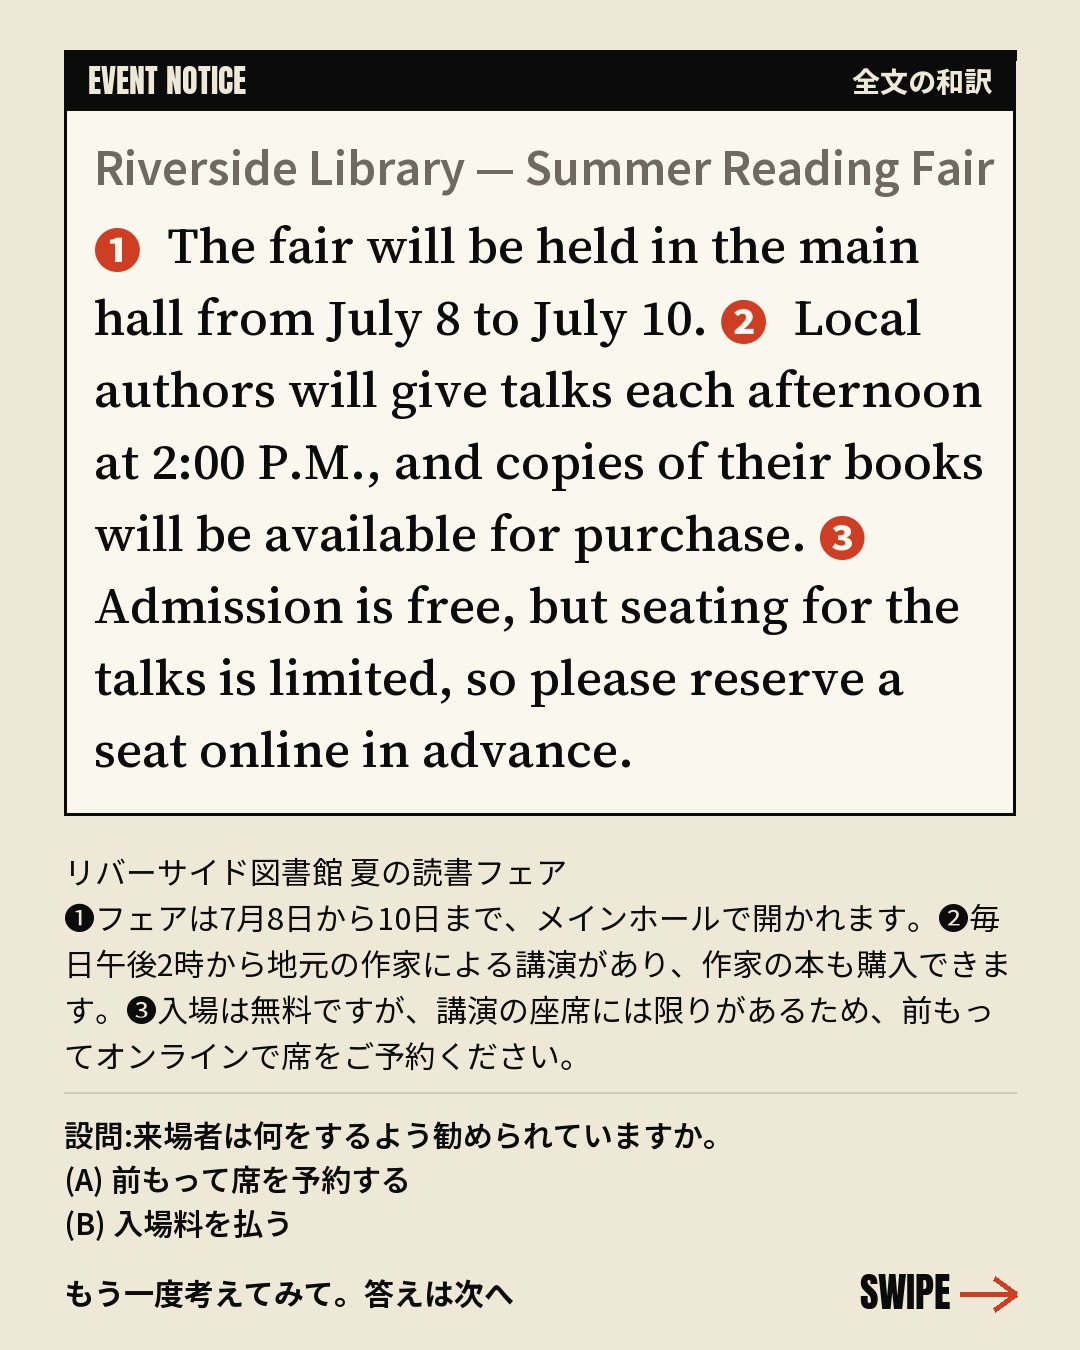 EVENT NOTICE
全文の和訳
Riverside Library — Summer Reading Fair
❶ The fair will be held in the main
hall from July 8 to July 10. ❷ Local
authors will give talks each afternoon
at 2:00 P.M., and copies of their books
will be available for purchase. ❸
Admission is free, but seating for the
talks is limited, so please reserve a
seat online in advance.
リバーサイド図書館 夏の読書フェア
❶フェアは7月8日から10日まで、メインホールで開かれます。❷毎
日午後2時から地元の作家による講演があり、作家の本も購入できま
す。❸入場は無料ですが、講演の座席には限りがあるため、前もっ
てオンラインで席をご予約ください。
設問:来場者は何をするよう勧められていますか。
(A) 前もって席を予約する
(B) 入場料を払う
もう一度考えてみて。答えは次へ
SWIPE →